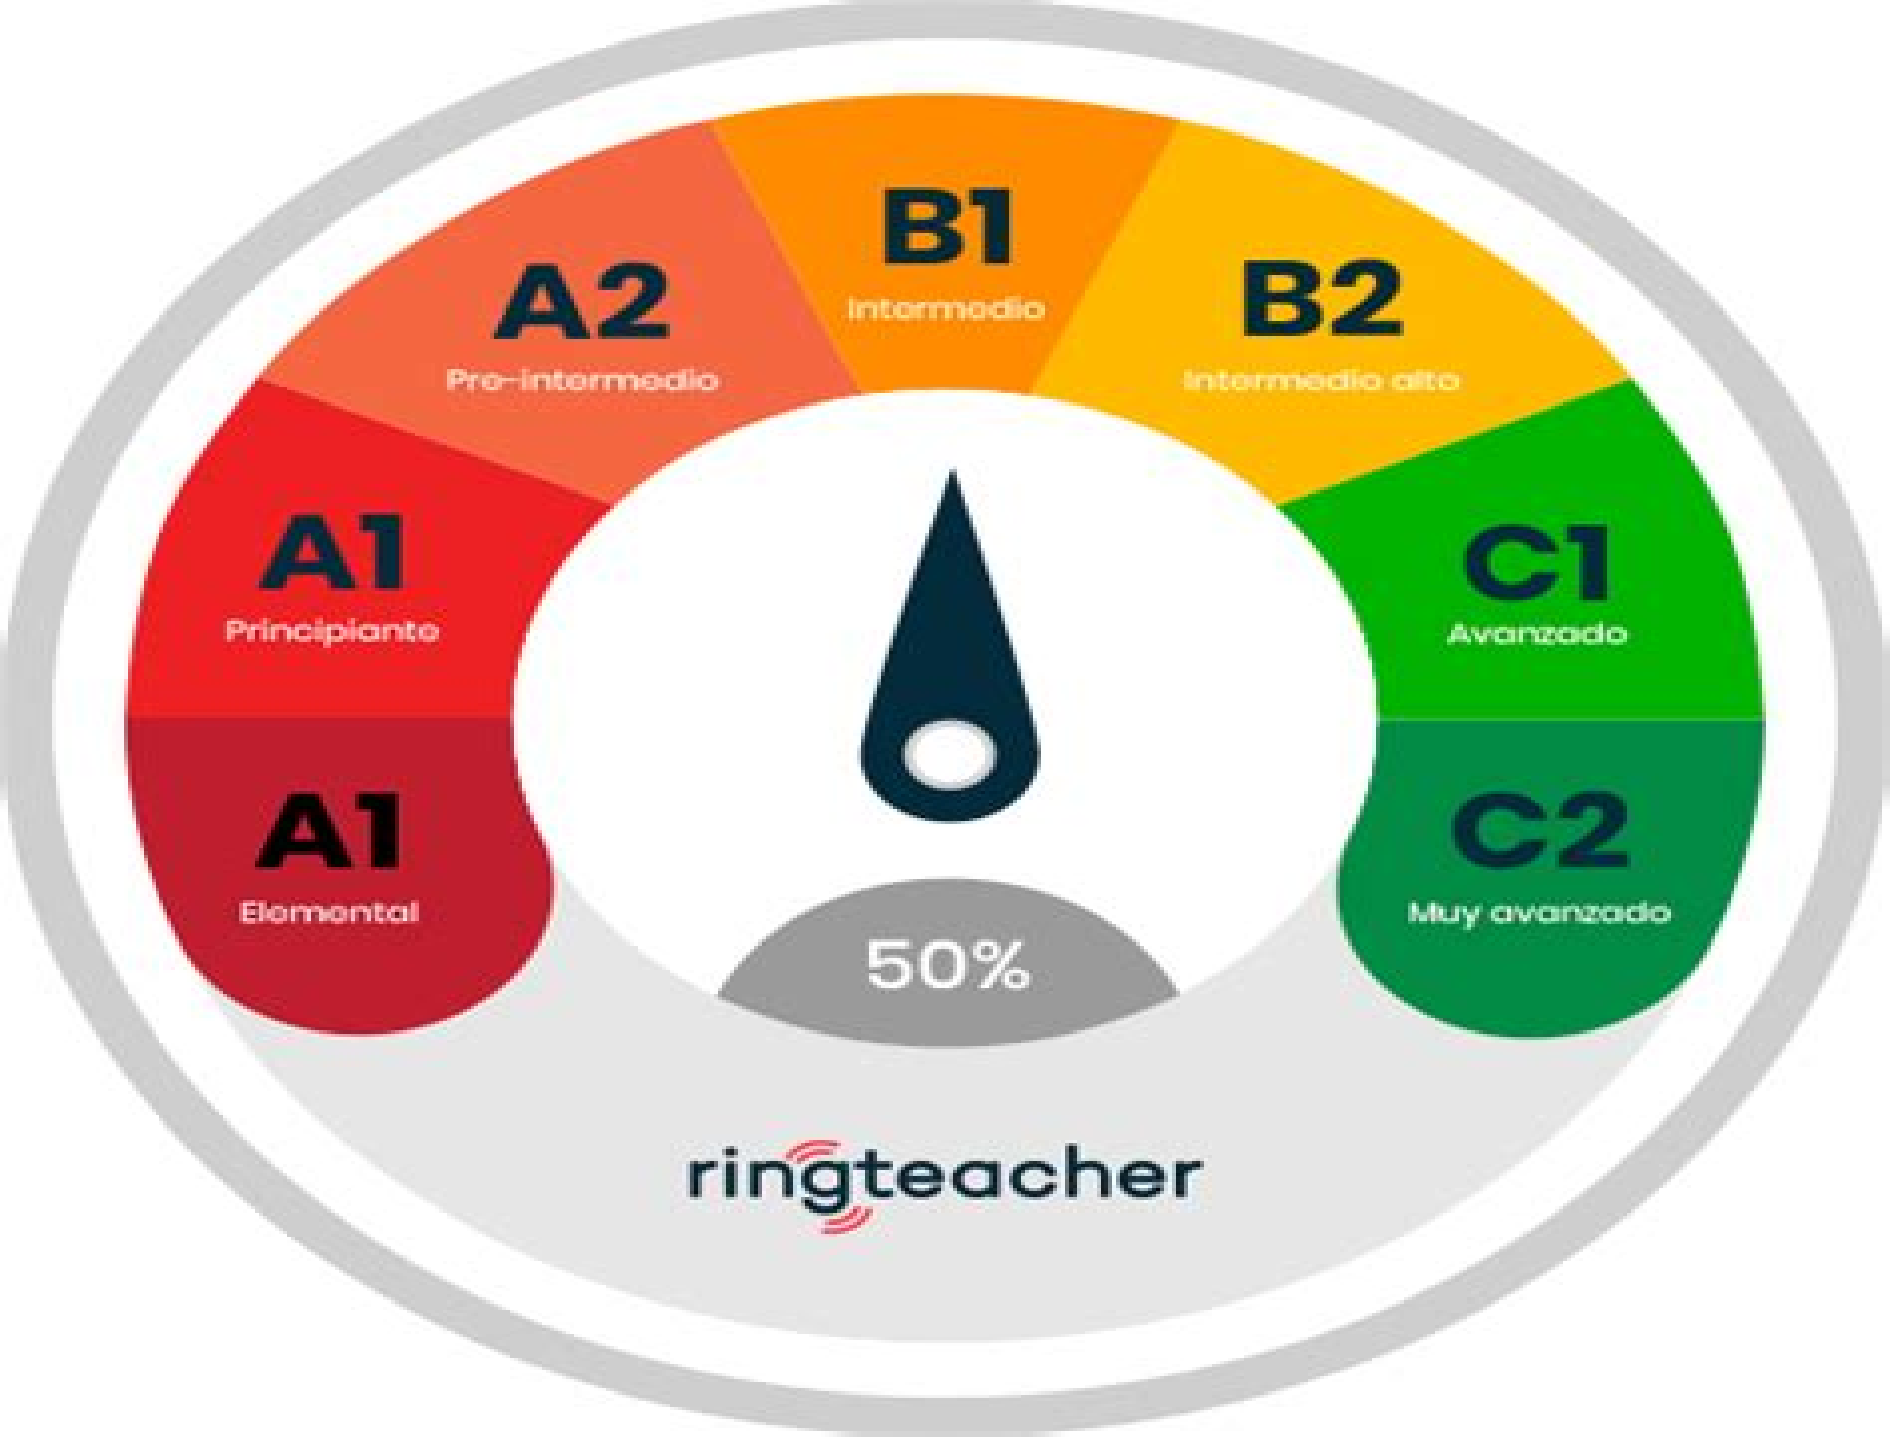 A1
Elemental
A1
Principiante
A2
Pre-intermedio
B1
Intermedio
B2
Intermedio alto
C1
Avanzado
C2
Muy avanzado
50%
ringteacher